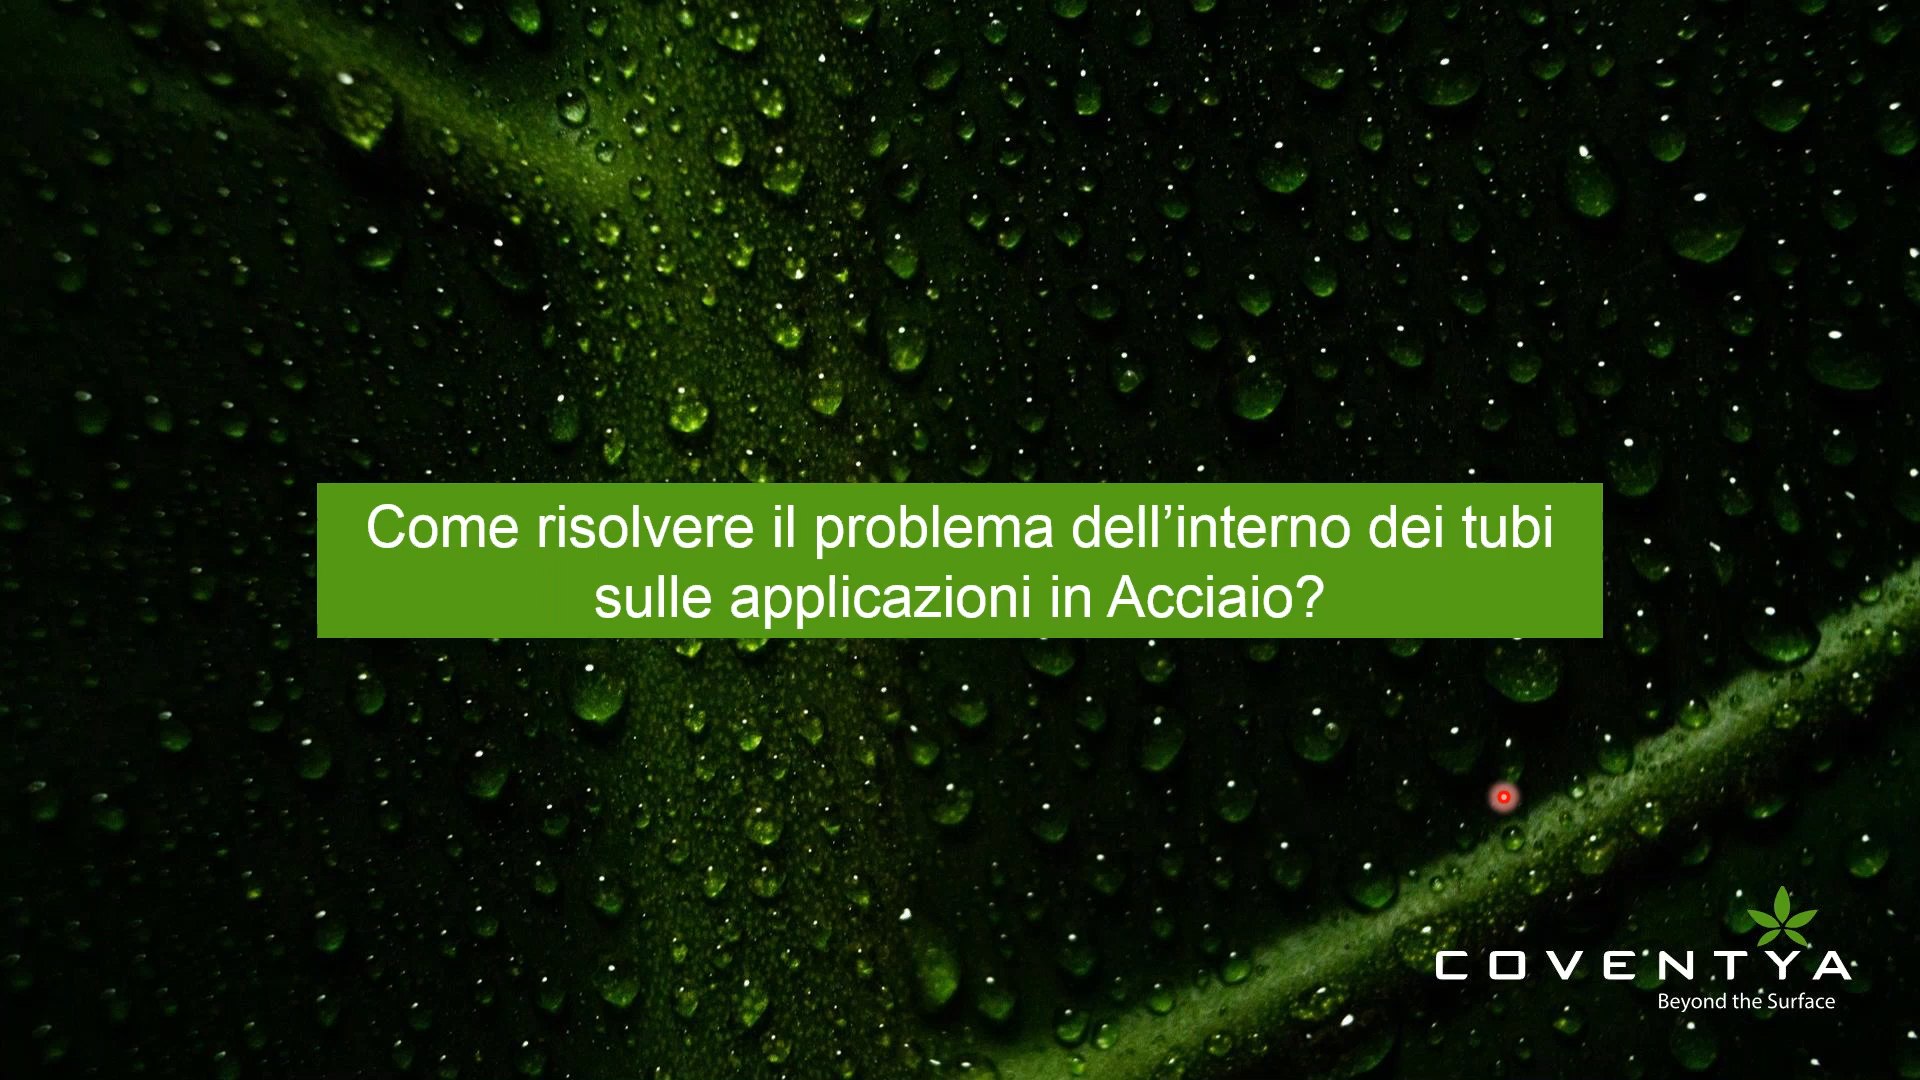 Come risolvere il problema dell’interno dei tubi
sulle applicazioni in Acciaio?
COVENTYA
Beyond the Surface